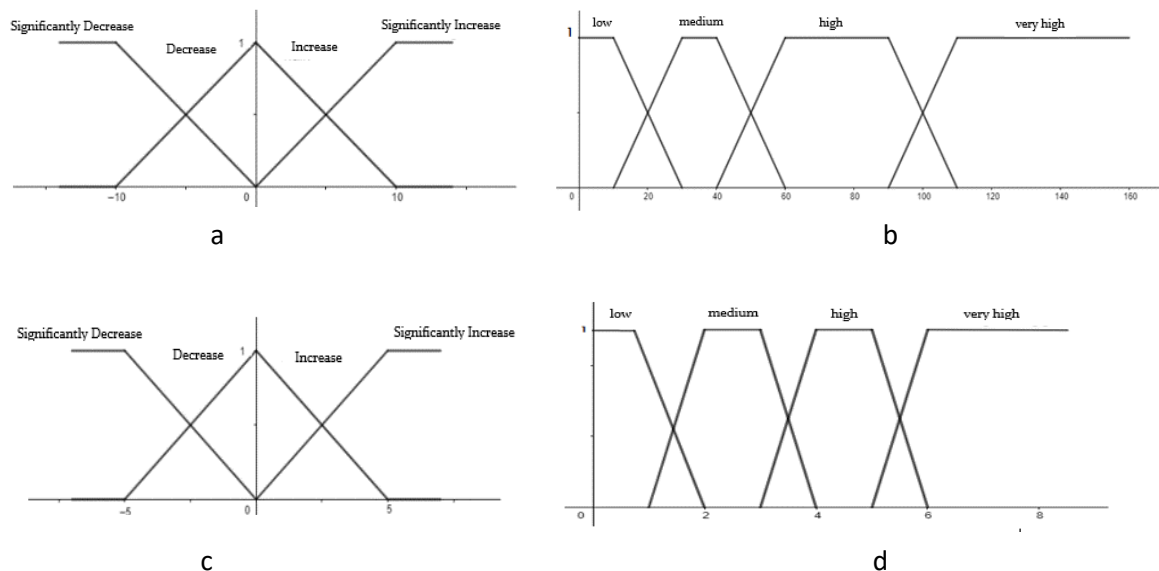 Significantly Decrease
Significantly Increase
Decrease
Increase
1
−10
0
10
a
low
medium
high
very high
1
0
20
40
60
80
100
120
140
160
b
Significantly Decrease
Significantly Increase
Decrease
Increase
1
−5
0
5
c
low
medium
high
very high
1
0
2
4
6
8
d